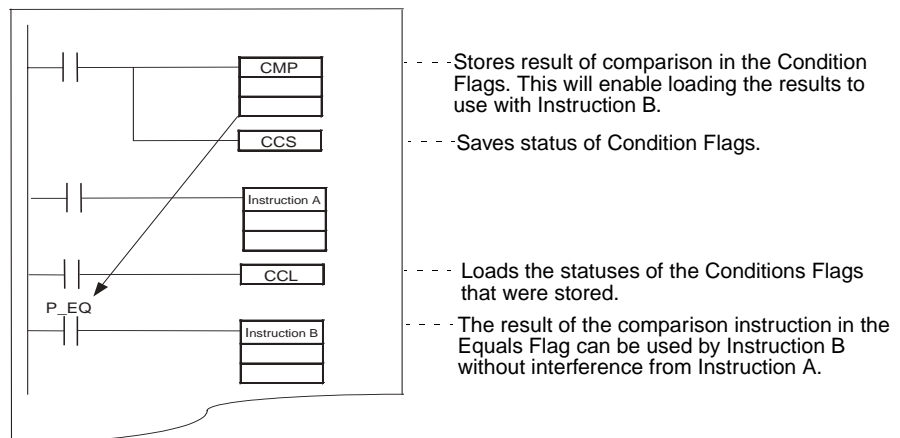 CMP
Stores result of comparison in the Condition
Flags. This will enable loading the results to
use with Instruction B.
CCS
Saves status of Condition Flags.
Instruction A
CCL
Loads the statuses of the Conditions Flags
that were stored.
P_EQ
Instruction B
The result of the comparison instruction in the
Equals Flag can be used by Instruction B
without interference from Instruction A.